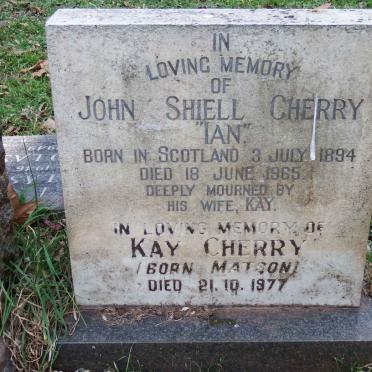 IN
LOVING MEMORY
OF
JOHN SHIELL CHERRY
"IAN"
BORN IN SCOTLAND 3 JULY 1894
DIED 18 JUNE 1965
DEEPLY MOURNED BY
HIS WIFE, KAY.
IN LOVING MEMORY OF
KAY CHERRY
(BORN MATSON)
DIED 21.10.1977